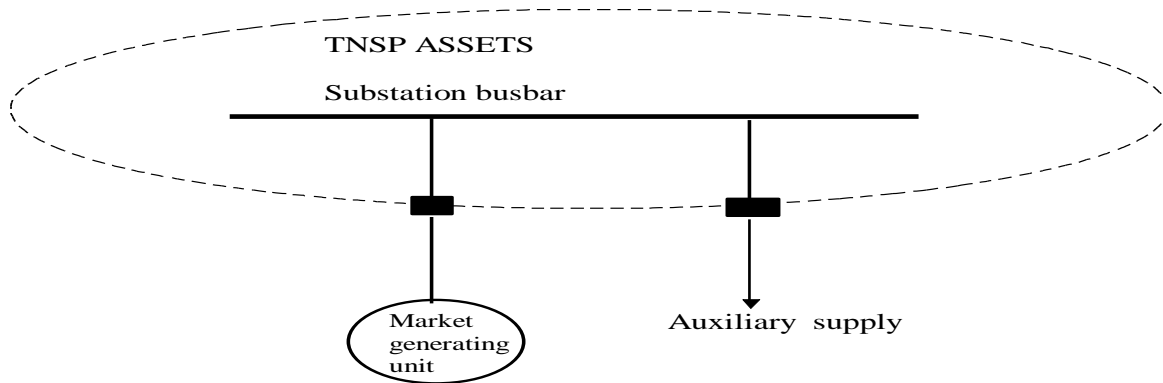 TNSP ASSETS
Substation busbar
Market
generating
unit
Auxiliary supply